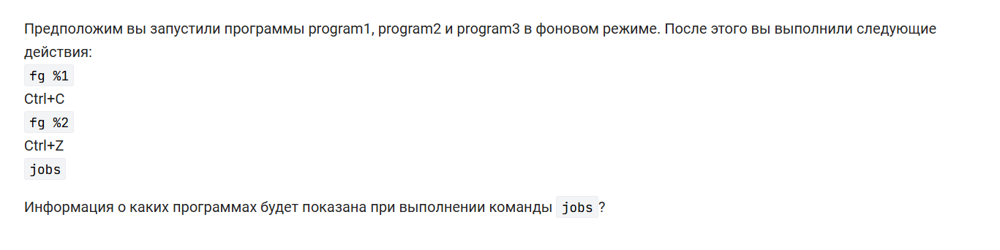 Предположим вы запустили программы program1, program2 и program3 в фоновом режиме. После этого вы выполнили следующие
действия:
fg %1
Ctrl+C
fg %2
Ctrl+Z
jobs
Информация о каких программах будет показана при выполнении команды jobs?